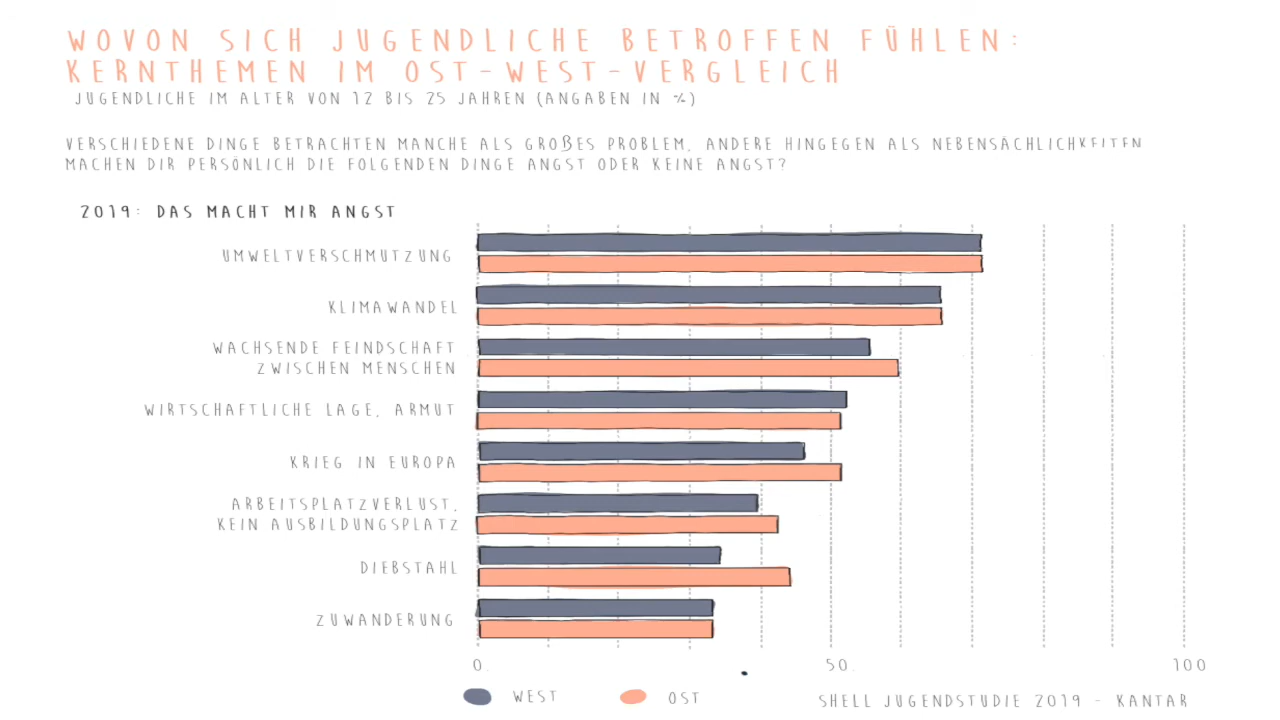 WOVON SICH JUGENDLICHE BETROFFEN FÜHLEN:
KERNTHEMEN IM OST-WEST-VERGLEICH
JUGENDLICHE IM ALTER VON 12 BIS 25 JAHREN (ANGABEN IN %)
VERSCHIEDENE DINGE BETRACHTEN MANCHE ALS GROßES PROBLEM, ANDERE HINGEGEN ALS NEBENSÄCHLICHKEITEN
MACHEN DIR PERSÖNLICH DIE FOLGENDEN DINGE ANGST ODER KEINE ANGST?
2019: DAS MACHT MIR ANGST
UMWELTVERSCHMUTZUNG
KLIMAWANDEL
WACHSENDE FEINDSCHAFT
ZWISCHEN MENSCHEN
WIRTSCHAFTLICHE LAGE, ARMUT
KRIEG IN EUROPA
ARBEITSPLATZVERLUST,
KEIN AUSBILDUNGSPLATZ
DIEBSTAHL
ZUWANDERUNG
0 50 100
WEST OST
SHELL JUGENDSTUDIE 2019 - KANTAR